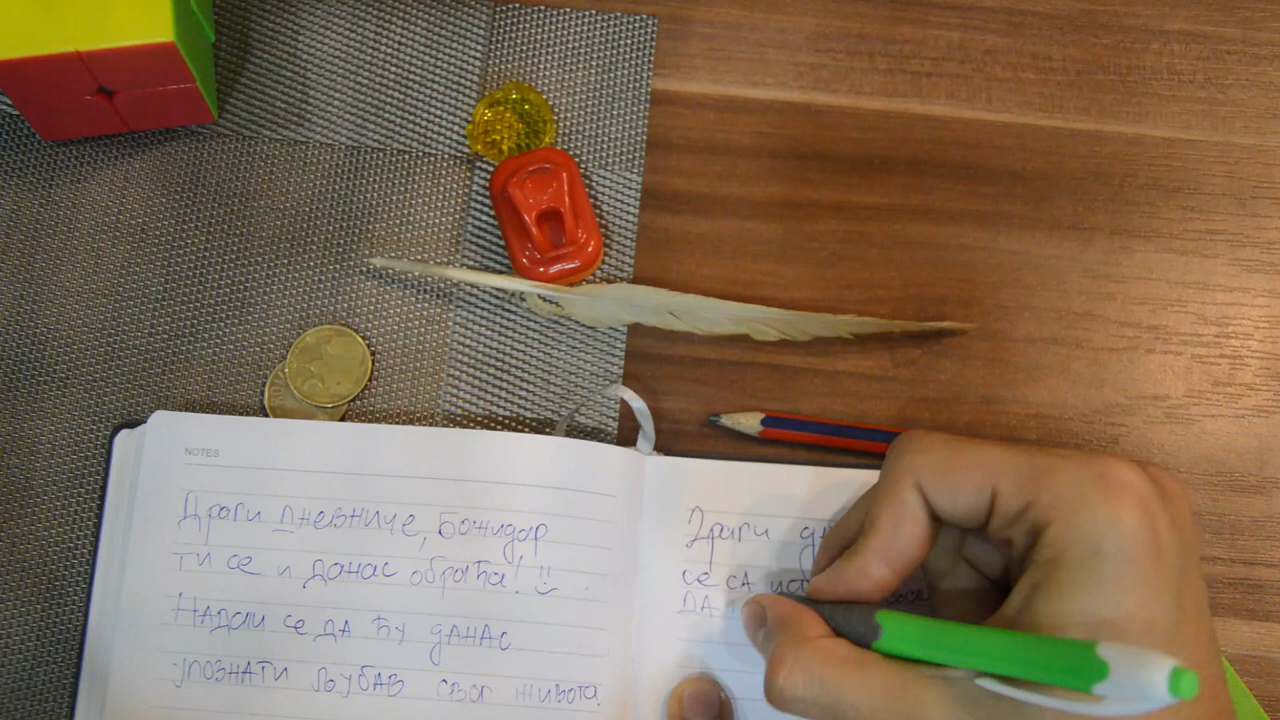 NOTES
Драги дневниче, Божидар
ти се и данас обраћа! :)
Надам се ДА ћу ДАНАС
упознати љубав свог живота.
Драги
се СА
ДА